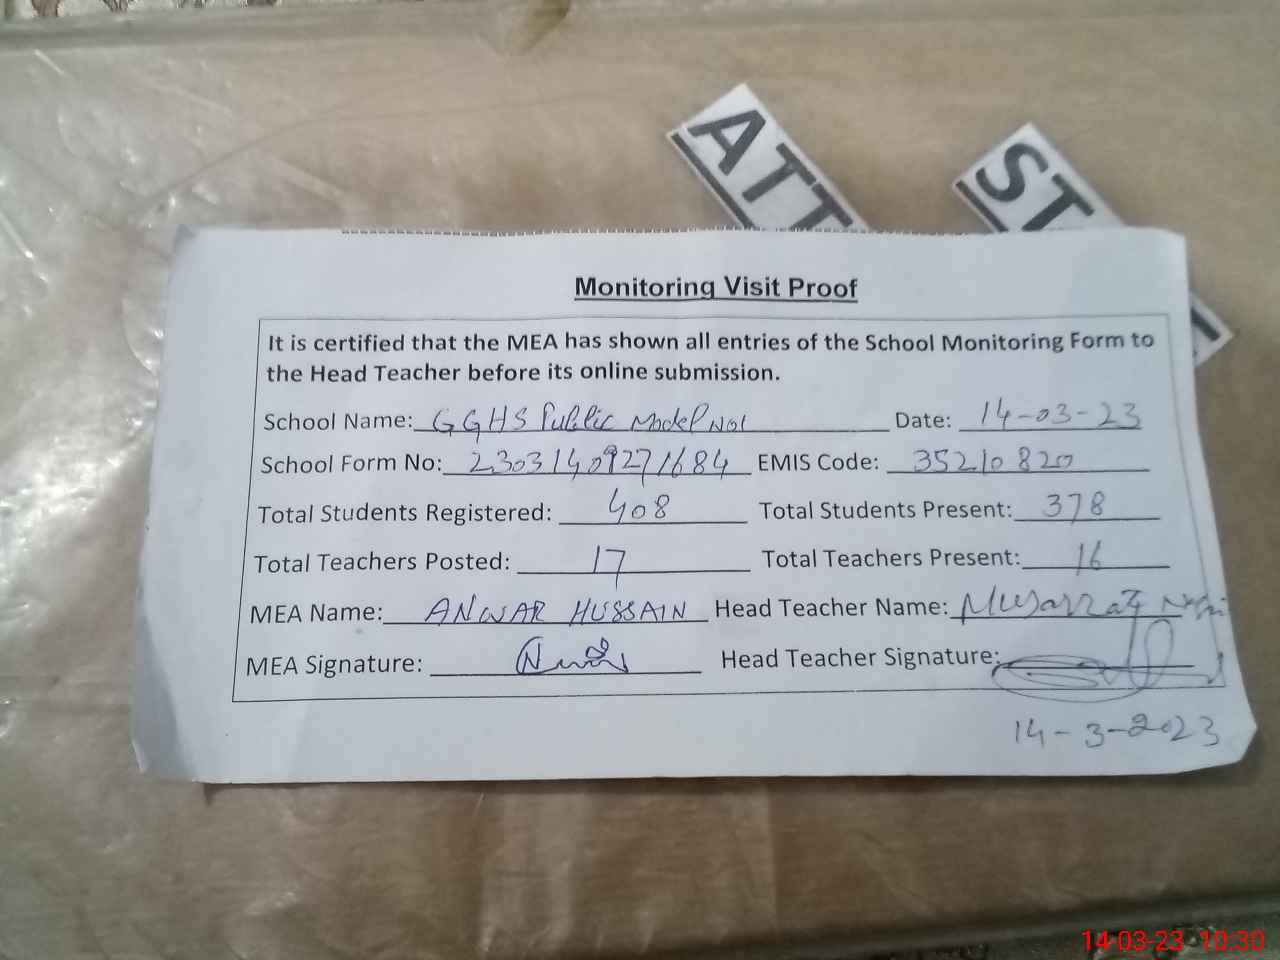 ATT
ST
Monitoring Visit Proof
It is certified that the MEA has shown all entries of the School Monitoring Form to
the Head Teacher before its online submission.
School Name: GGHS Public Model No1 Date: 14-03-23
School Form No: 23031409271684 EMIS Code: 35210820
Total Students Registered: 408 Total Students Present: 378
Total Teachers Posted: 17 Total Teachers Present: 16
MEA Name: ANWAR HUSSAIN Head Teacher Name: Musarrat
MEA Signature: Head Teacher Signature:
14-3-2023
14-03-23 10:30